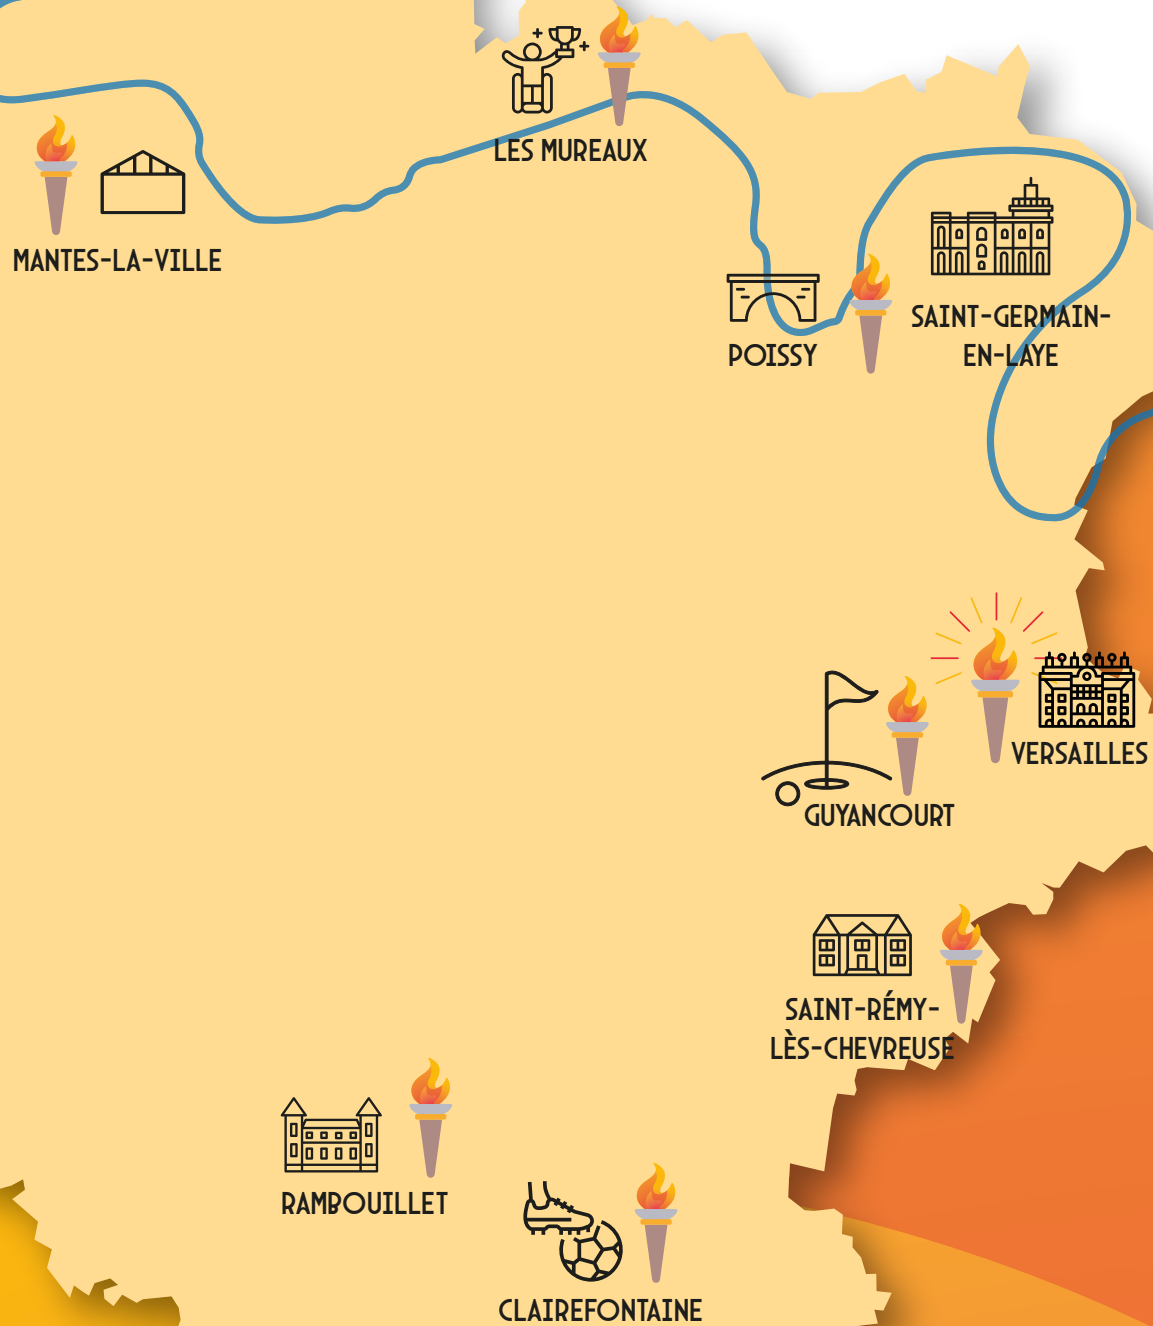 LES MUREAUX
MANTES-LA-VILLE
POISSY
SAINT-GERMAIN-
EN-LAYE
VERSAILLES
GUYANCOURT
SAINT-RÉMY-
LÈS-CHEVREUSE
RAMBOUILLET
CLAIREFONTAINE